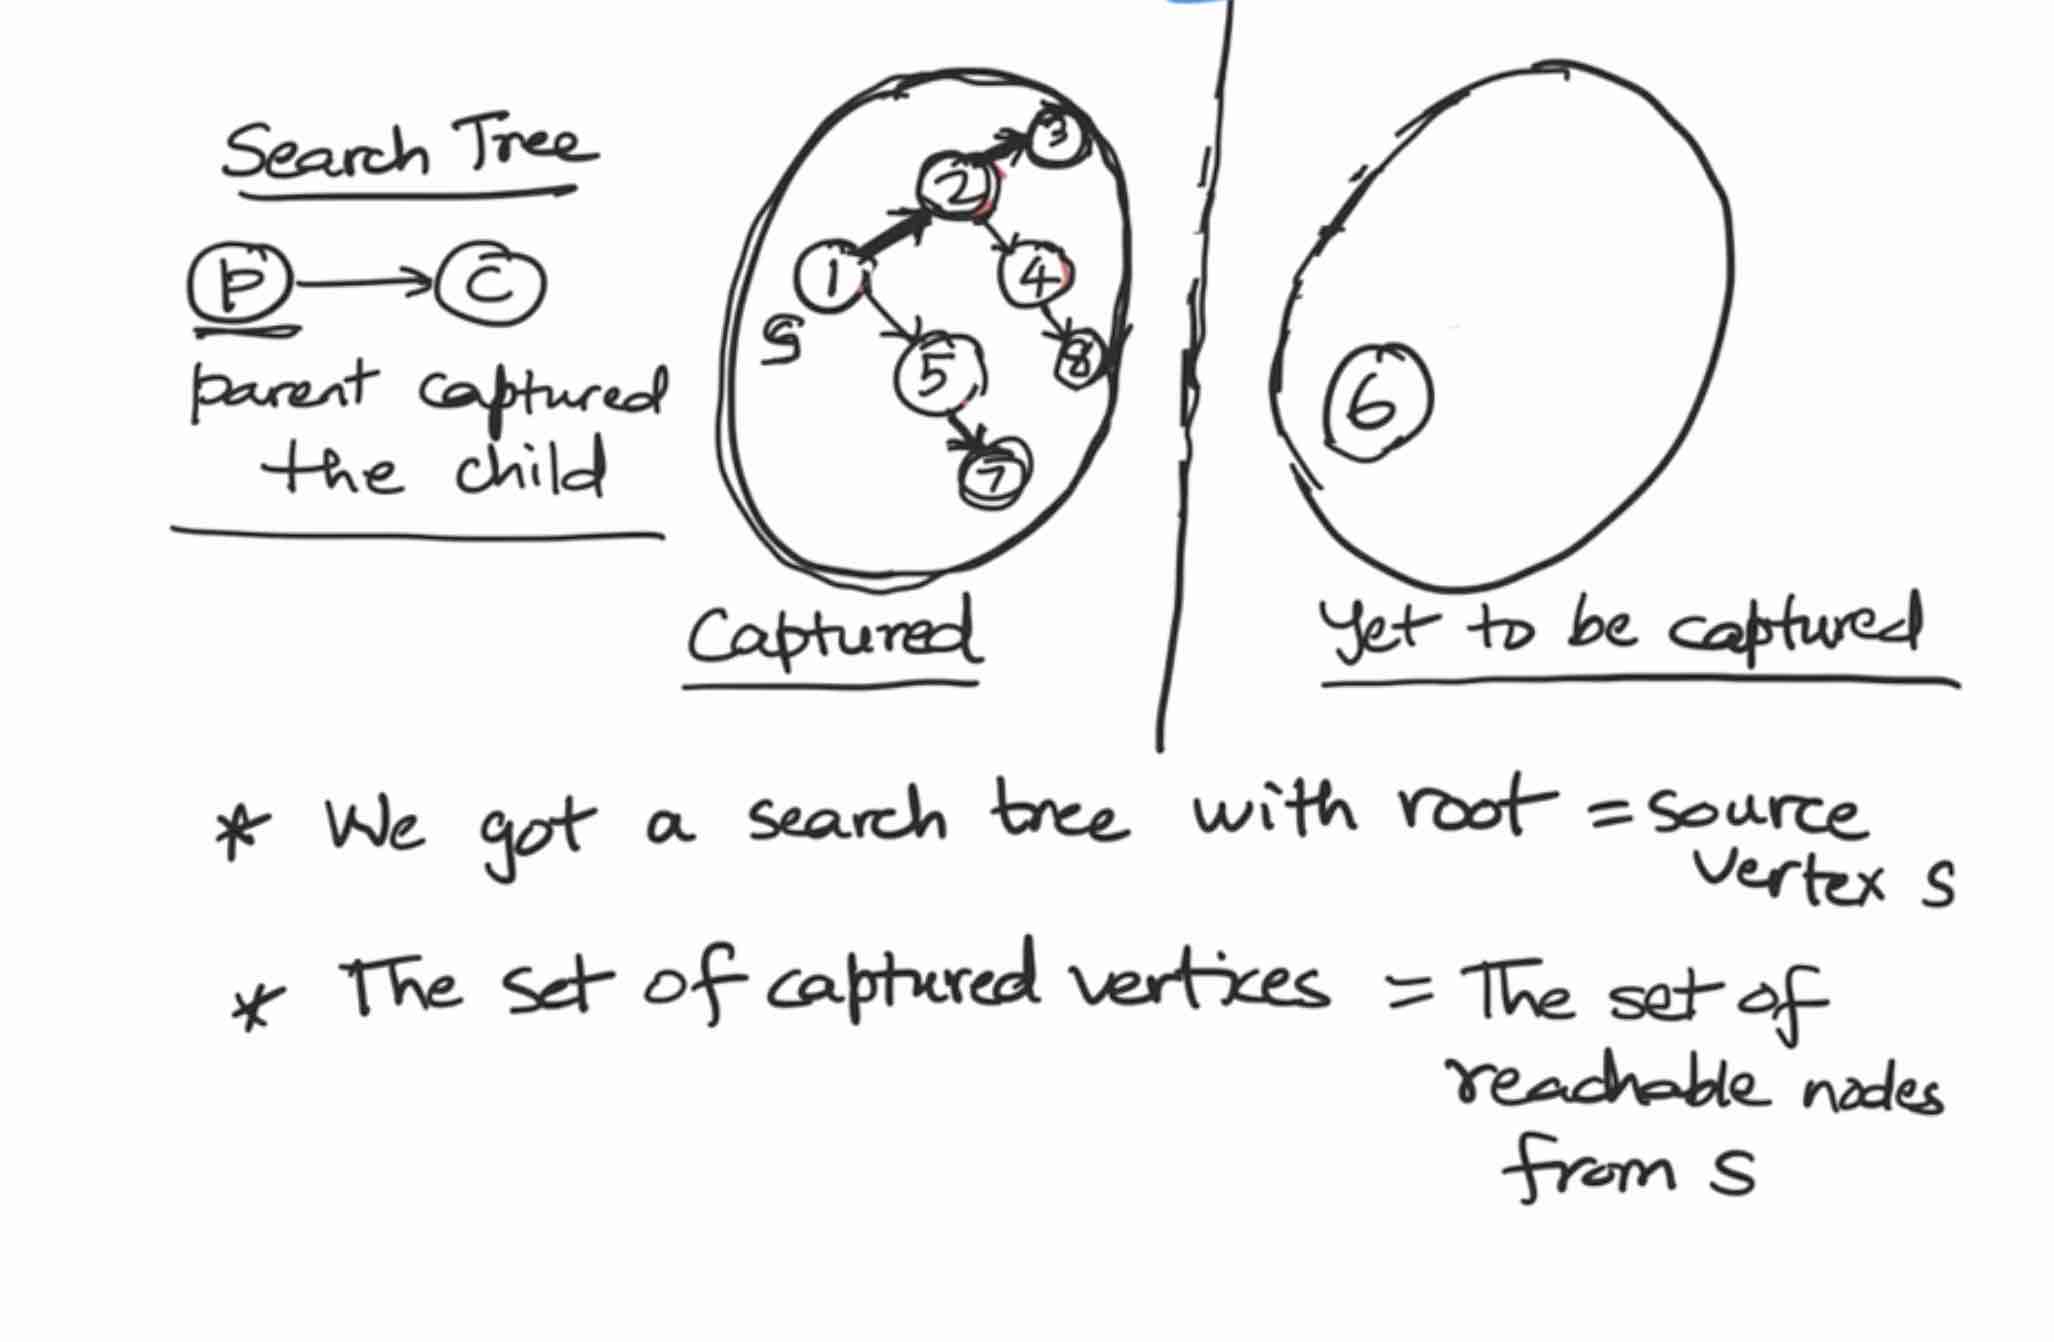 Search Tree
P → C
parent captured
the child
1
2
3
4
5
7
8
S
Captured
6
Yet to be captured
* We got a search tree with root = source
vertex s
* The set of captured vertices = The set of
reachable nodes
from s